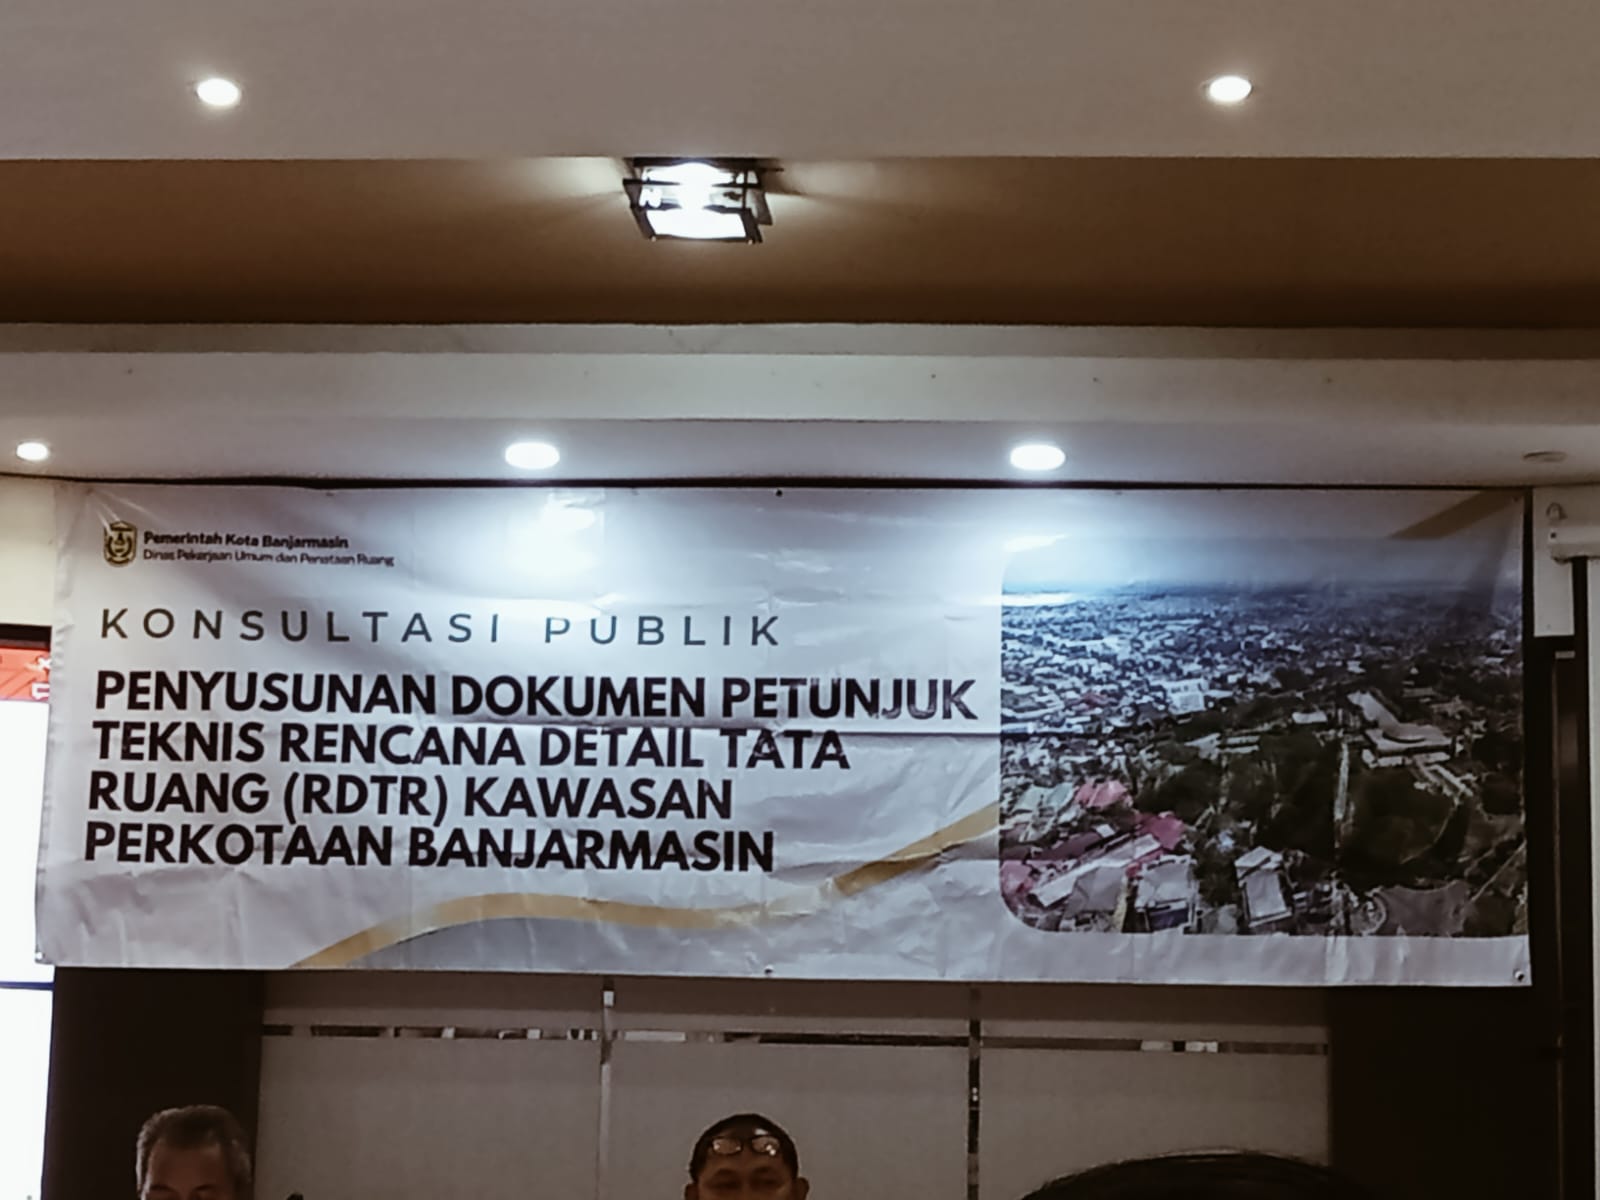 Pemerintah Kota Banjarmasin
Dinas Pekerjaan Umum dan Penataan Ruang
KONSULTASI PUBLIK
PENYUSUNAN DOKUMEN PETUNJUK
TEKNIS RENCANA DETAIL TATA
RUANG (RDTR) KAWASAN
PERKOTAAN BANJARMASIN